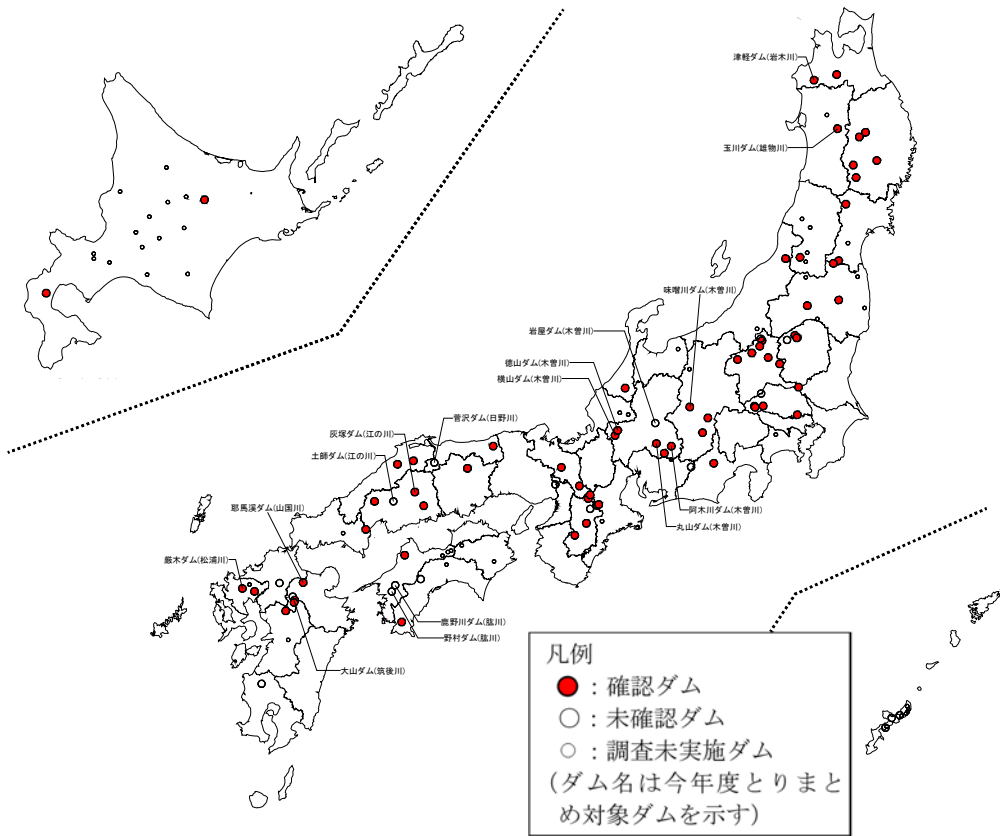 津軽ダム(岩木川)
玉川ダム(雄物川)
味噌川ダム(木曽川)
岩屋ダム(木曽川)
徳山ダム(木曽川)
横山ダム(木曽川)
菅沢ダム(日野川)
灰塚ダム(江の川)
土師ダム(江の川)
耶馬溪ダム(山国川)
厳木ダム(松浦川)
阿木川ダム(木曽川)
丸山ダム(木曽川)
鹿野川ダム(肱川)
野村ダム(肱川)
大山ダム(筑後川)
凡例
：確認ダム
：未確認ダム
：調査未実施ダム
(ダム名は今年度とりまと
め対象ダムを示す)